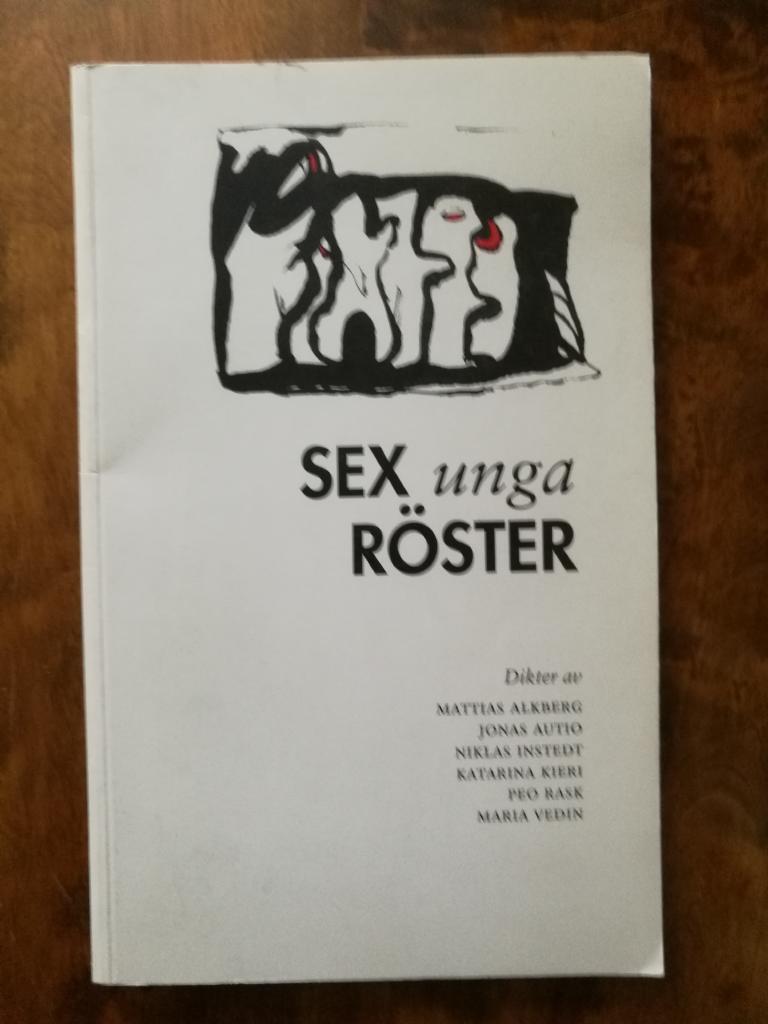 SEX unga
RÖSTER
Dikter av
MATTIAS ALKBERG
JONAS AUTIO
NIKLAS INSTEDT
KATARINA KIERI
PEO RASK
MARIA VEDIN